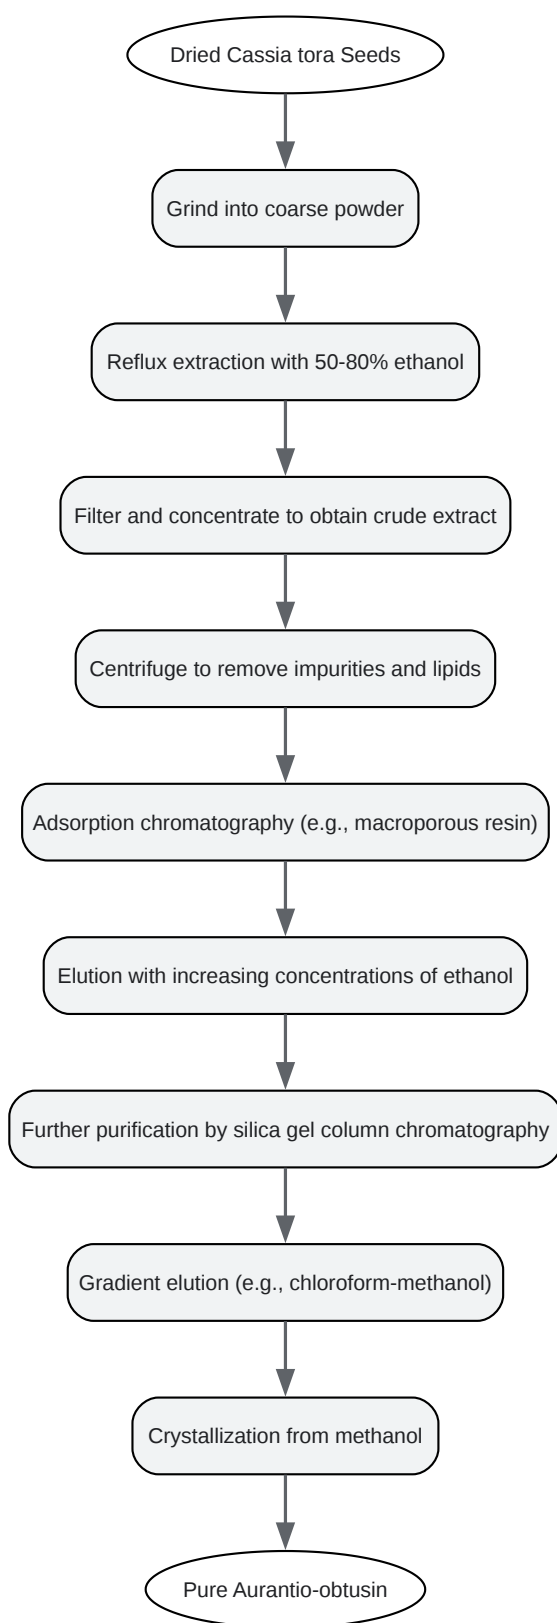 Dried Cassia tora Seeds
Grind into coarse powder
Reflux extraction with 50-80% ethanol
Filter and concentrate to obtain crude extract
Centrifuge to remove impurities and lipids
Adsorption chromatography (e.g., macroporous resin)
Elution with increasing concentrations of ethanol
Further purification by silica gel column chromatography
Gradient elution (e.g., chloroform-methanol)
Crystallization from methanol
Pure Aurantio-obtusin